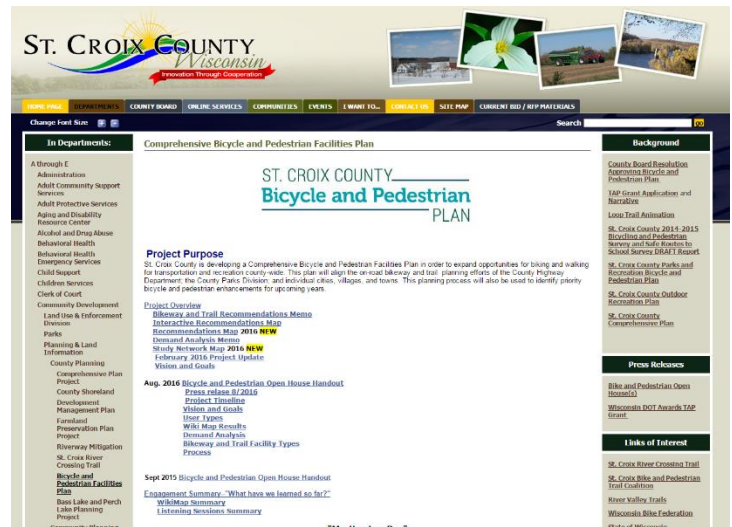 ST. CROIX COUNTY
Wisconsin
Innovation Through Cooperation
HOME PAGE DEPARTMENTS COUNTY BOARD ONLINE SERVICES COMMUNITIES EVENTS I WANT TO... CONTACT US SITE MAP CURRENT BID / RFP MATERIALS
Change Font Size
Search
GO
In Departments:
A through E
Administration
Adult Community Support
Services
Adult Protective Services
Aging and Disability
Resource Center
Alcohol and Drug Abuse
Behavioral Health
Behavioral Health
Emergency Services
Child Support
Children Services
Clerk of Court
Community Development
Land Use & Enforcement
Division
Parks
Planning & Land
Information
County Planning
Comprehensive Plan
Project
County Shoreland
Development
Management Plan
Farmland
Preservation Plan
Project
Riverway Mitigation
St. Croix River
Crossing Trail
Bicycle and
Pedestrian Facilities
Plan
Bass Lake and Perch
Lake Planning
Project
Comprehensive Bicycle and Pedestrian Facilities Plan
ST. CROIX COUNTY
Bicycle and Pedestrian
PLAN
Project Purpose
St. Croix County is developing a Comprehensive Bicycle and Pedestrian Facilities Plan in order to expand opportunities for biking and walking
for transportation and recreation county-wide. This plan will align the on-road bikeway and trail planning efforts of the County Highway
Department; the County Parks Division; and individual cities, villages, and towns. This planning process will also be used to identify priority
bicycle and pedestrian enhancements for upcoming years.
Project Overview
Bikeway and Trail Recommendations Memo
Interactive Recommendations Map
Recommendations Map 2016 NEW
Demand Analysis Memo
Study Network Map 2016 NEW
February 2016 Project Update
Vision and Goals
Aug. 2016 Bicycle and Pedestrian Open House Handout
Press relase 8/2016
Project Timeline
Vision and Goals
User Types
Wiki Map Results
Demand Analysis
Bikeway and Trail Facility Types
Process
Sept 2015 Bicycle and Pedestrian Open House Handout
Engagement Summary- "What have we learned so far?"
WikiMap Summary
Listening Sessions Summary
Background
County Board Resolution
Approving Bicycle and
Pedestrian Plan
TAP Grant Application and
Narrative
Loop Trail Animation
St. Croix County 2014-2015
Bicycling and Pedestrian
Survey and Safe Routes to
School Survey DRAFT Report
St. Croix County Parks and
Recreation Bicycle and
Pedestrian Plan
St. Croix County Outdoor
Recreation Plan
St. Croix County
Comprehensive Plan
Press Releases
Bike and Pedestrian Open
House(s)
Wisconsin DOT Awards TAP
Grant
Links of Interest
St. Croix River Crossing Trail
St. Croix Bike and Pedestrian
Trail Coalition
River Valley Trails
Wisconsin Bike Federation